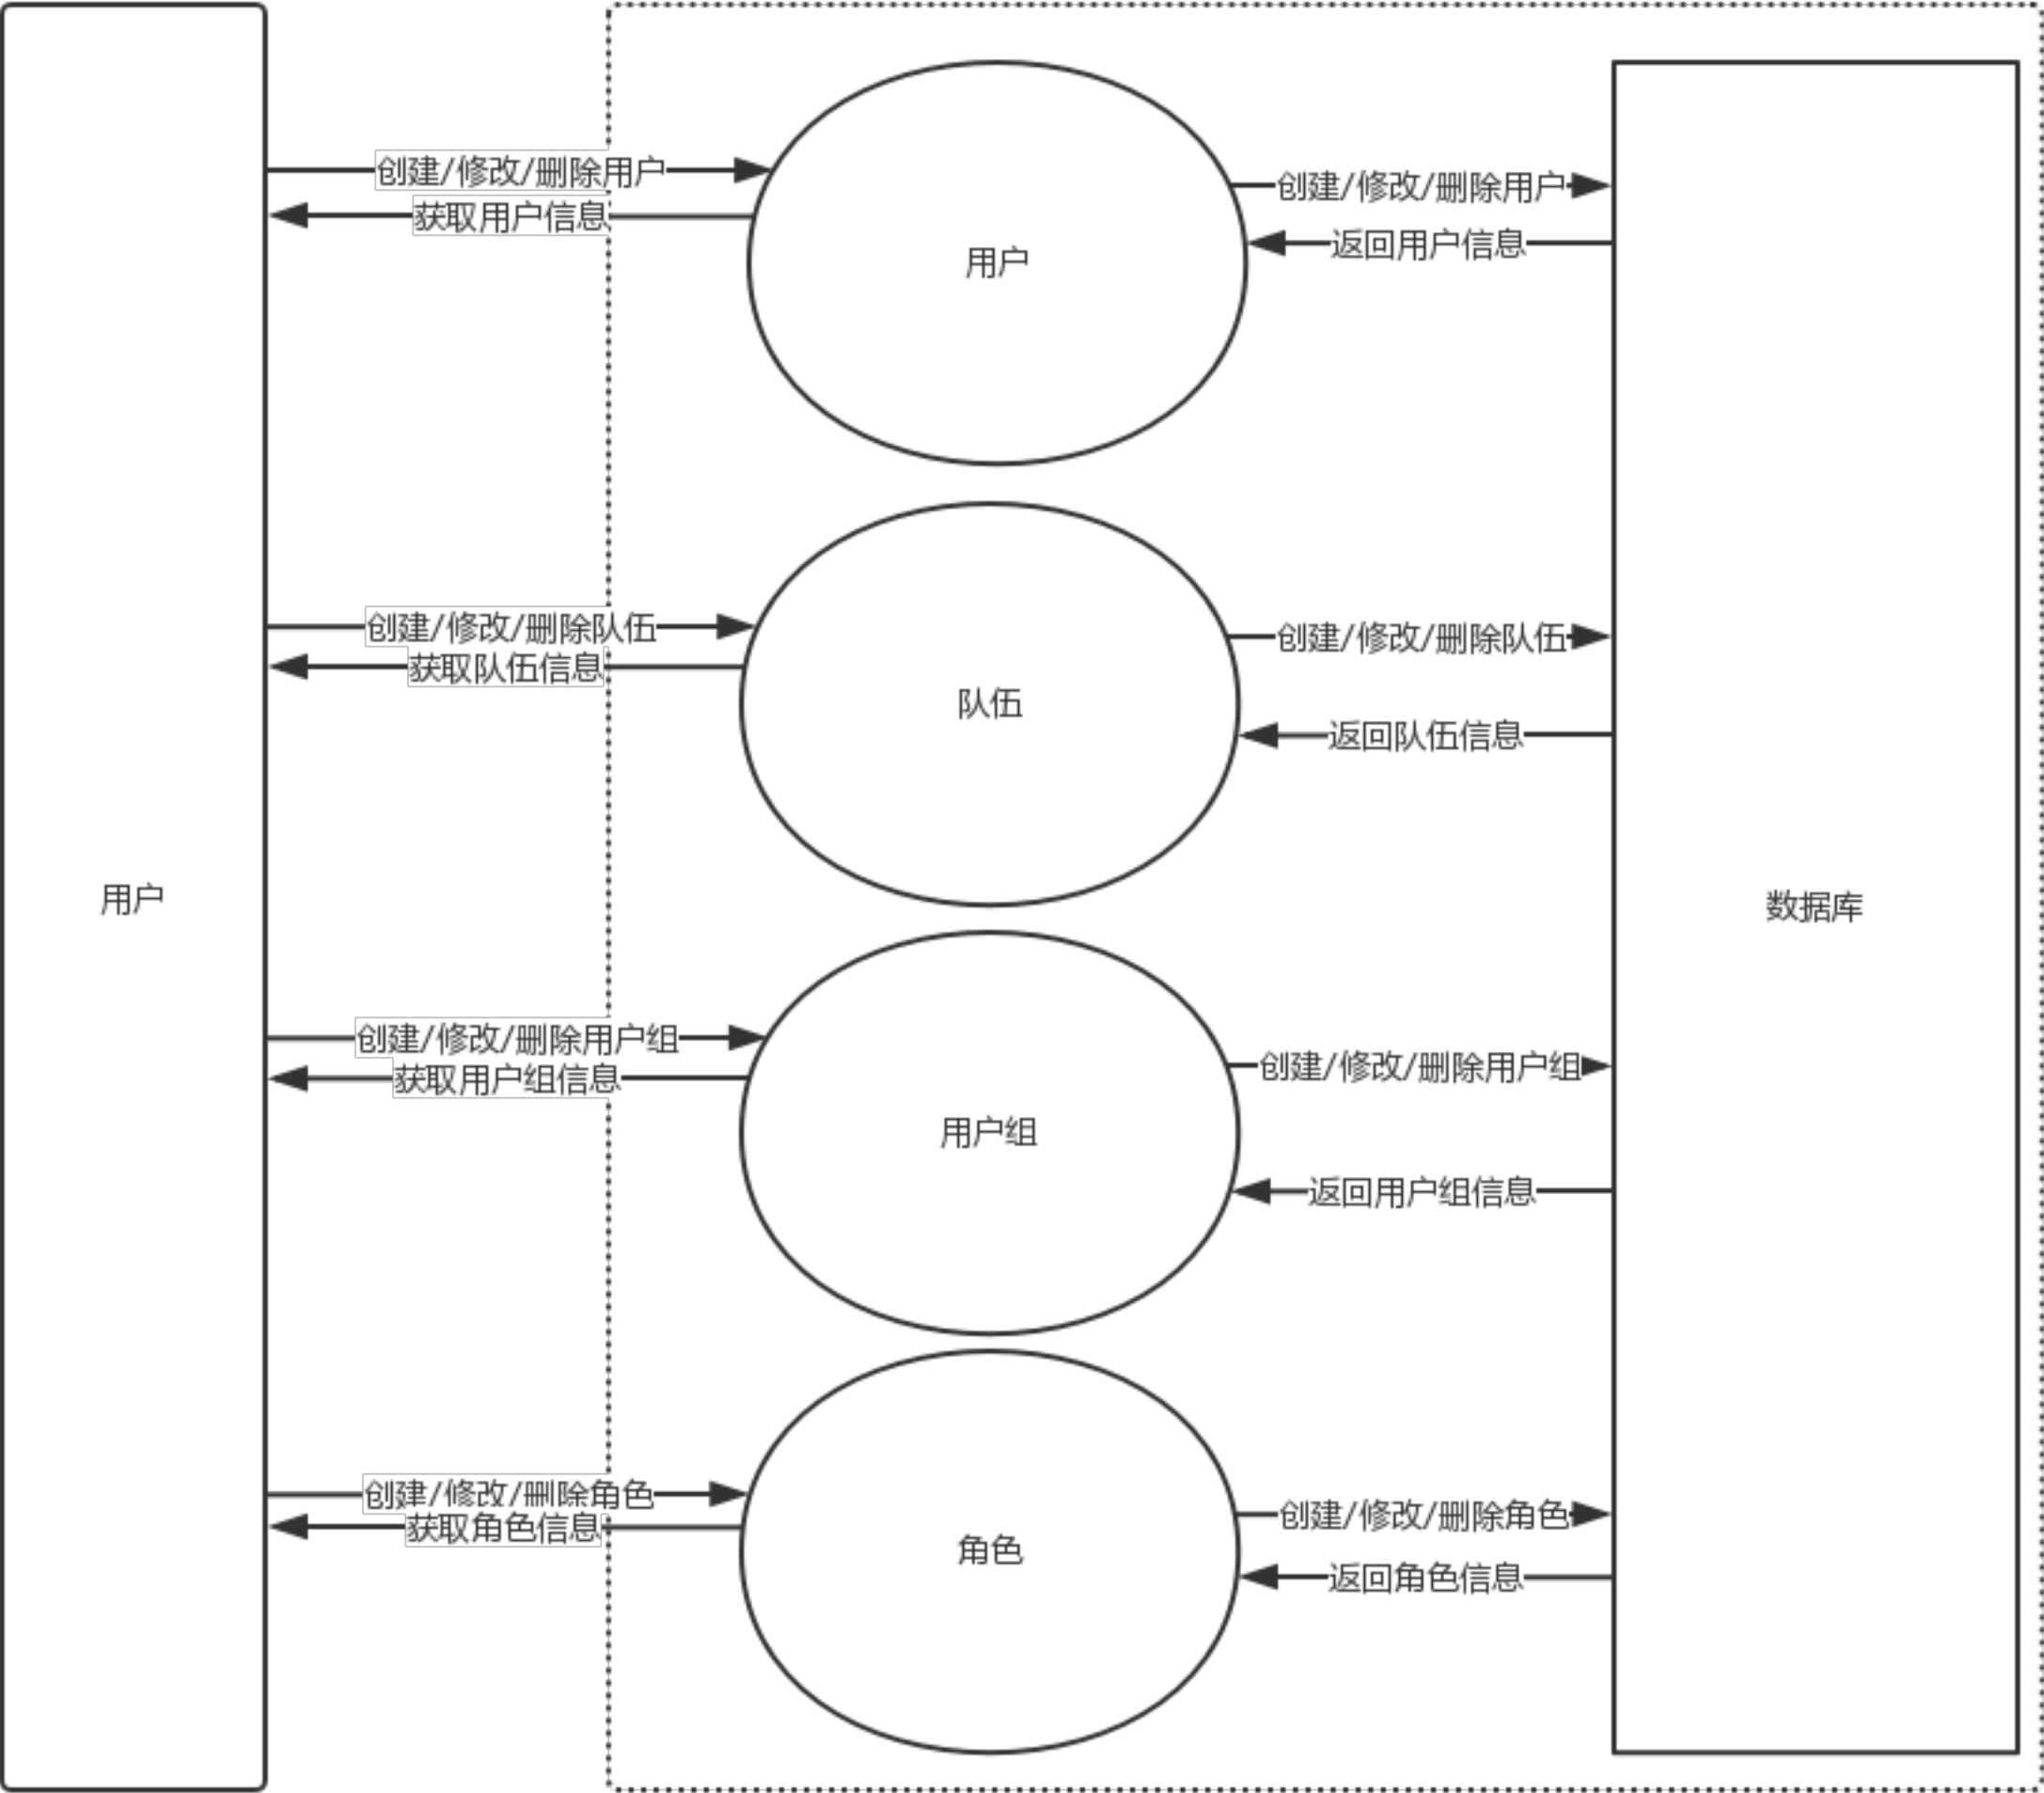 创建/修改/删除用户
创建/修改/删除用户
获取用户信息
返回用户信息
用户
创建/修改/删除队伍
创建/修改/删除队伍
获取队伍信息
队伍
返回队伍信息
用户
数据库
创建/修改/删除用户组
创建/修改/删除用户组
获取用户组信息
用户组
返回用户组信息
创建/修改/删除角色
创建/修改/删除角色
获取角色信息
角色
返回角色信息